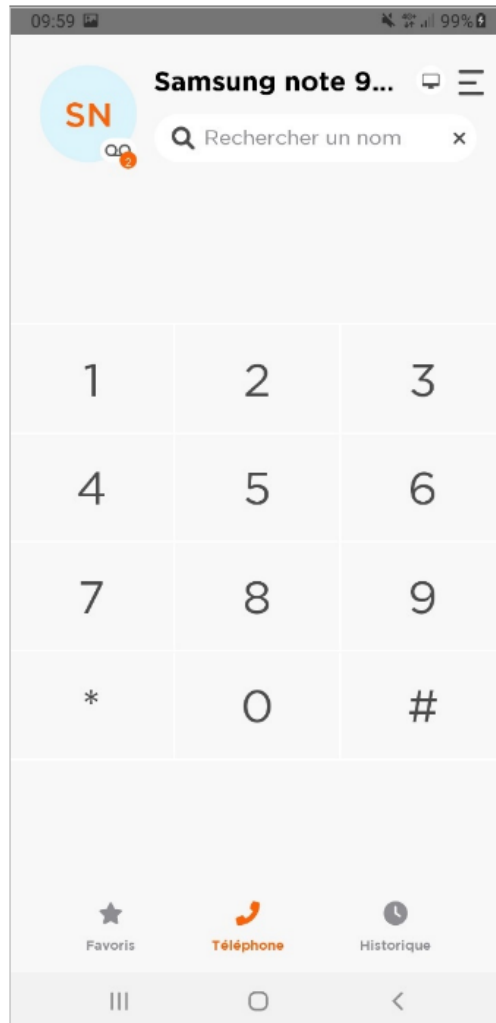 09:59 99%
Samsung note 9...
SN
Rechercher un nom
2
1 2 3
4 5 6
7 8 9
* 0 #
Favoris Téléphone Historique